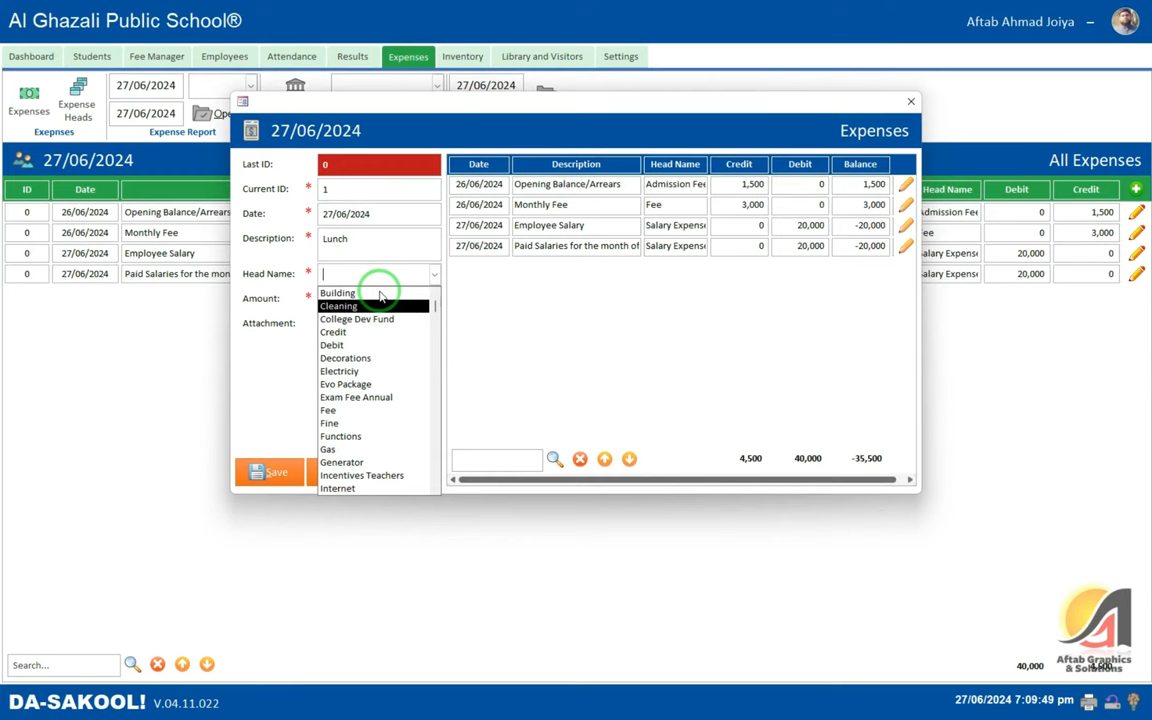 Al Ghazali Public School®
Aftab Ahmad Joiya
Dashboard Students Fee Manager Employees Attendance Results Expenses Inventory Library and Visitors Settings
27/06/2024 27/06/2024
Expenses
Expense Heads
27/06/2024
Exepnses
Expense Report
27/06/2024
All Expenses
ID Date Head Name Debit Credit
0 26/06/2024 Opening Balance/Arrears Admission Fee 0 1,500
0 26/06/2024 Monthly Fee Fee 0 3,000
0 27/06/2024 Employee Salary Salary Expense 20,000 0
0 27/06/2024 Paid Salaries for the mon Salary Expense 20,000 0
27/06/2024
Expenses
Last ID: 0
Current ID: * 1
Date: * 27/06/2024
Description: * Lunch
Head Name: *
Amount: *
Attachment:
Building
Cleaning
College Dev Fund
Credit
Debit
Decorations
Electriciy
Evo Package
Exam Fee Annual
Fee
Fine
Functions
Gas
Generator
Incentives Teachers
Internet
Save
Date Description Head Name Credit Debit Balance
26/06/2024 Opening Balance/Arrears Admission Fee 1,500 0 1,500
26/06/2024 Monthly Fee Fee 3,000 0 3,000
27/06/2024 Employee Salary Salary Expense 0 20,000 -20,000
27/06/2024 Paid Salaries for the month of Salary Expense 0 20,000 -20,000
4,500 40,000 -35,500
Search...
40,000
Aftab Graphics
& Solutions
DA-SAKOOL! V.04.11.022
27/06/2024 7:09:49 pm